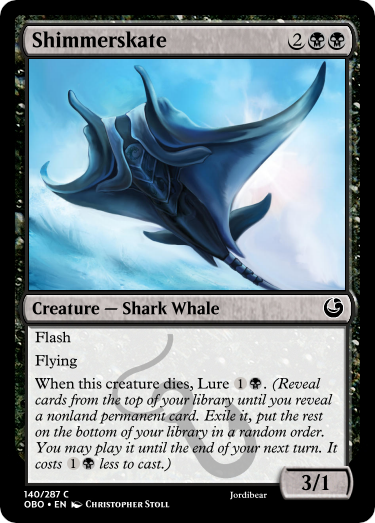 Shimmerskate 2
Creature — Shark Whale
Flash
Flying
When this creature dies, Lure 1 . (Reveal
cards from the top of your library until you reveal
a nonland permanent card. Exile it, put the rest
on the bottom of your library in a random order.
You may play it until the end of your next turn. It
costs 1 less to cast.)
3/1
140/287 C
OBO • EN Christopher Stoll
Jordibear